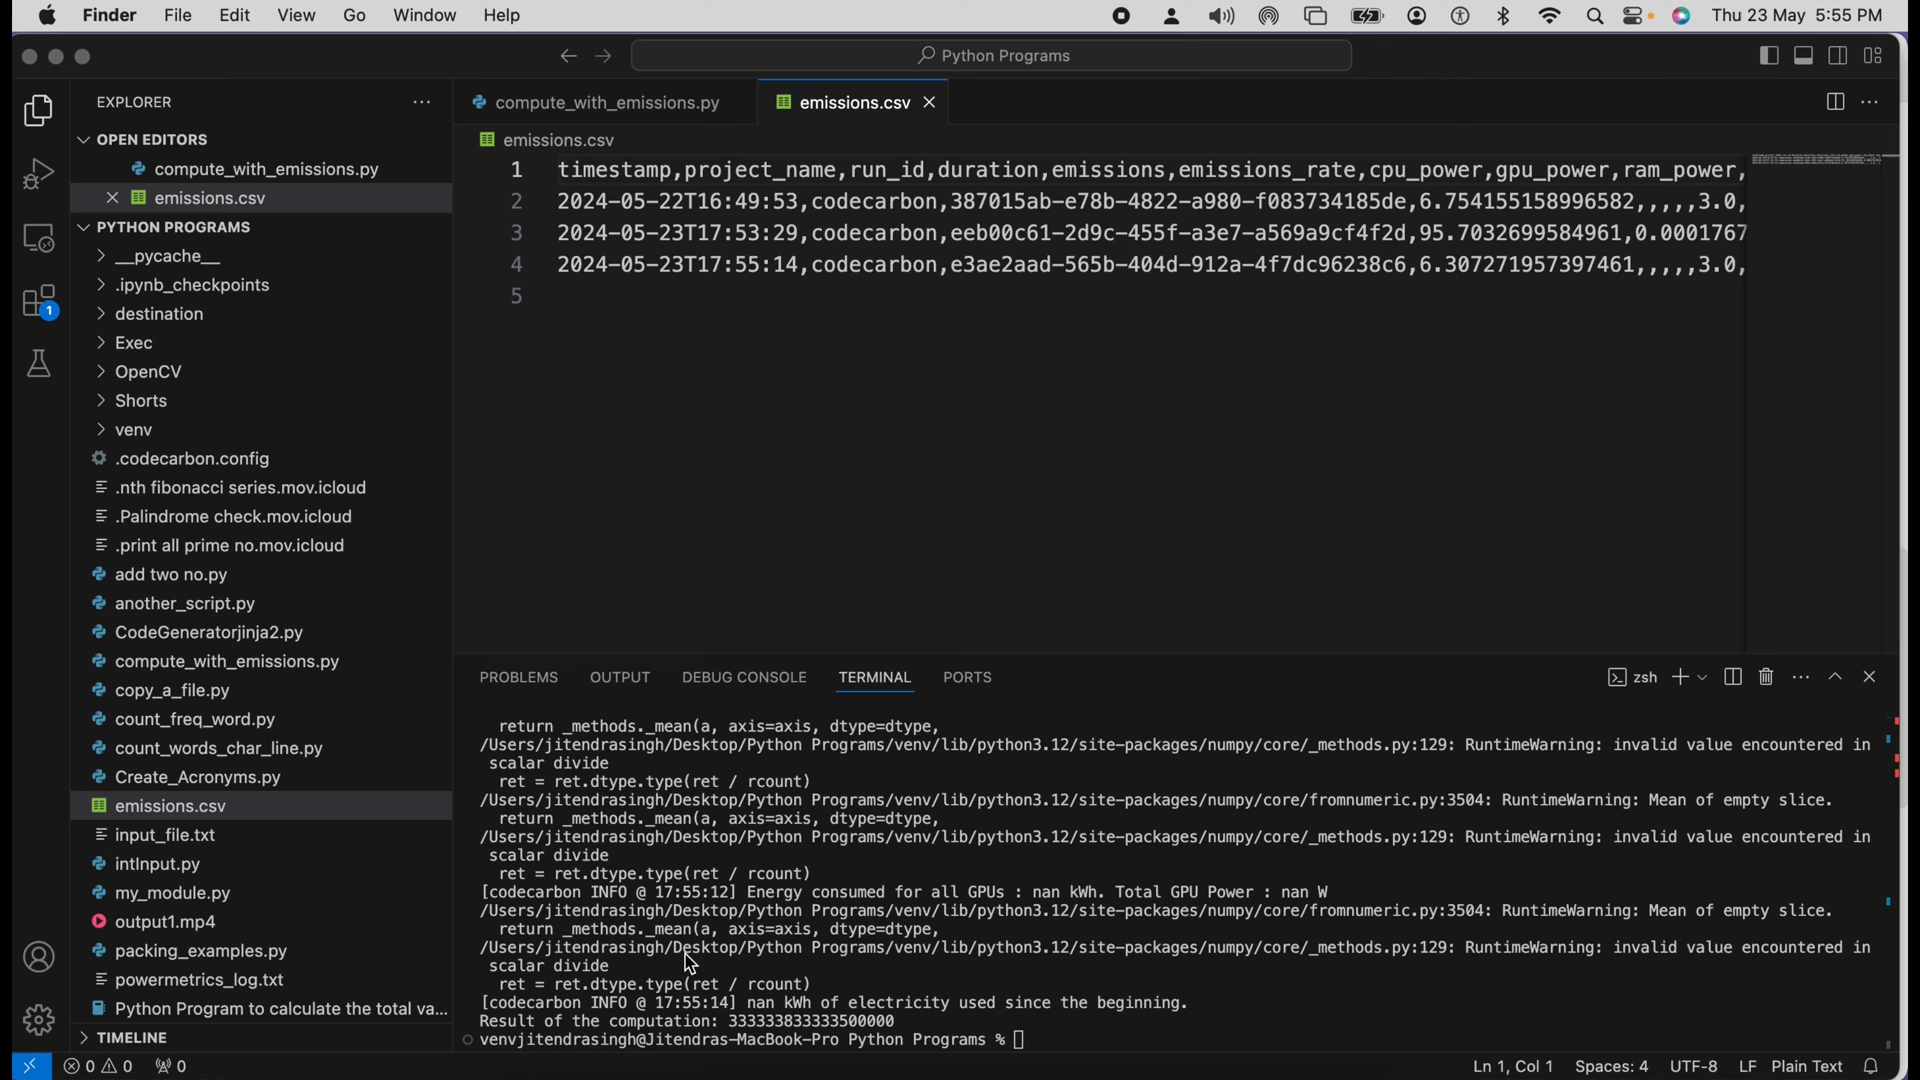 Finder File Edit View Go Window Help Thu 23 May 5:55 PM
Python Programs
EXPLORER
OPEN EDITORS
compute_with_emissions.py
emissions.csv
PYTHON PROGRAMS
__pycache__
.ipynb_checkpoints
destination
Exec
OpenCV
Shorts
venv
.codecarbon.config
.nth fibonacci series.mov.icloud
.Palindrome check.mov.icloud
.print all prime no.mov.icloud
add two no.py
another_script.py
CodeGeneratorjinja2.py
compute_with_emissions.py
copy_a_file.py
count_freq_word.py
count_words_char_line.py
Create_Acronyms.py
emissions.csv
input_file.txt
intInput.py
my_module.py
output1.mp4
packing_examples.py
powermetrics_log.txt
Python Program to calculate the total va...
TIMELINE
1
compute_with_emissions.py emissions.csv
emissions.csv
1 timestamp,project_name,run_id,duration,emissions,emissions_rate,cpu_power,gpu_power,ram_power,
2 2024-05-22T16:49:53,codecarbon,387015ab-e78b-4822-a980-f083734185de,6.754155158996582,,,,,3.0,
3 2024-05-23T17:53:29,codecarbon,eeb00c61-2d9c-455f-a3e7-a569a9cf4f2d,95.7032699584961,0.0001767
4 2024-05-23T17:55:14,codecarbon,e3ae2aad-565b-404d-912a-4f7dc96238c6,6.307271957397461,,,,,3.0,
5
PROBLEMS OUTPUT DEBUG CONSOLE TERMINAL PORTS zsh
return _methods._mean(a, axis=axis, dtype=dtype,
/Users/jitendrasingh/Desktop/Python Programs/venv/lib/python3.12/site-packages/numpy/core/_methods.py:129: RuntimeWarning: invalid value encountered in
scalar divide
ret = ret.dtype.type(ret / rcount)
/Users/jitendrasingh/Desktop/Python Programs/venv/lib/python3.12/site-packages/numpy/core/fromnumeric.py:3504: RuntimeWarning: Mean of empty slice.
return _methods._mean(a, axis=axis, dtype=dtype,
/Users/jitendrasingh/Desktop/Python Programs/venv/lib/python3.12/site-packages/numpy/core/_methods.py:129: RuntimeWarning: invalid value encountered in
scalar divide
ret = ret.dtype.type(ret / rcount)
[codecarbon INFO @ 17:55:12] Energy consumed for all GPUs : nan kWh. Total GPU Power : nan W
/Users/jitendrasingh/Desktop/Python Programs/venv/lib/python3.12/site-packages/numpy/core/fromnumeric.py:3504: RuntimeWarning: Mean of empty slice.
return _methods._mean(a, axis=axis, dtype=dtype,
/Users/jitendrasingh/Desktop/Python Programs/venv/lib/python3.12/site-packages/numpy/core/_methods.py:129: RuntimeWarning: invalid value encountered in
scalar divide
ret = ret.dtype.type(ret / rcount)
[codecarbon INFO @ 17:55:14] nan kWh of electricity used since the beginning.
Result of the computation: 333333833333500000
venvjitendrasingh@Jitendras-MacBook-Pro Python Programs %
0 0 0 Ln 1, Col 1 Spaces: 4 UTF-8 LF Plain Text